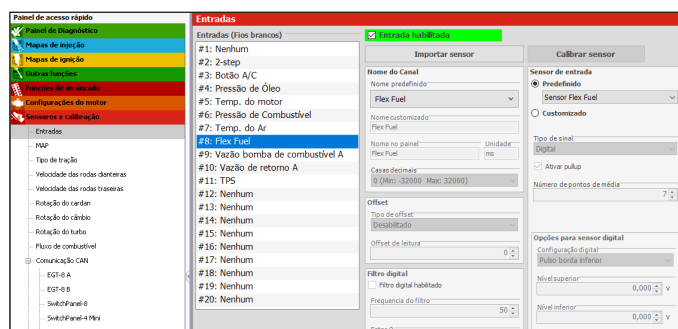 Painel de acesso rápido
Painel de Diagnóstico
Mapas de injeção
Mapas de ignição
Outras funções
Funções de arrancada
Configurações do motor
Sensores e calibração
Entradas
MAP
Tipo de tração
Velocidade das rodas dianteiras
Velocidade das rodas traseiras
Rotação do cardan
Rotação do câmbio
Rotação do turbo
Fluxo de combustível
Comunicação CAN
EGT-8 A
EGT-8 B
SwitchPanel-8
SwitchPanel-4 Mini
Entradas
Entradas (Fios brancos)
#1: Nenhum
#2: 2-step
#3: Botão A/C
#4: Pressão de Óleo
#5: Temp. do motor
#6: Pressão de Combustível
#7: Temp. do Ar
#8: Flex Fuel
#9: Vazão bomba de combustível A
#10: Vazão de retorno A
#11: TPS
#12: Nenhum
#13: Nenhum
#14: Nenhum
#15: Nenhum
#16: Nenhum
#17: Nenhum
#18: Nenhum
#19: Nenhum
#20: Nenhum
Entrada habilitada
Importar sensor
Calibrar sensor
Nome do Canal
Nome predefinido
Flex Fuel
Nome customizado
Flex Fuel
Nome no painel Unidade
Flex Fuel ms
Casas decimais
0 (Min: -32000 Max: 32000)
Offset
Tipo de offset
Desabilitado
Offset de leitura
0
Filtro digital
Filtro digital habilitado
Frequencia do filtro
50
Sensor de entrada
Predefinido
Sensor Flex Fuel
Customizado
Tipo de sinal
Digital
Ativar pullup
Número de pontos de média
7
Opções para sensor digital
Configuração digital
Pulso borda inferior
Nível superior
0,000 V
Nível inferior
0,000 V